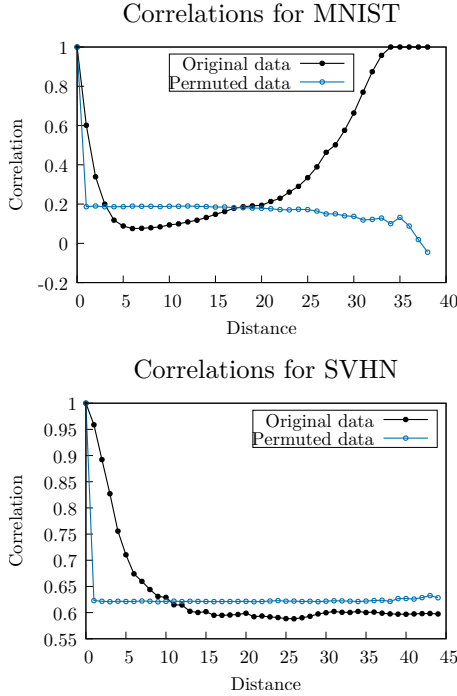 Correlations for MNIST
1
0.8
0.6
0.4
0.2
0
-0.2
Correlation
Original data
Permuted data
0 5 10 15 20 25 30 35 40
Distance
Correlations for SVHN
1
0.95
0.9
0.85
0.8
0.75
0.7
0.65
0.6
0.55
Correlation
Original data
Permuted data
0 5 10 15 20 25 30 35 40 45
Distance